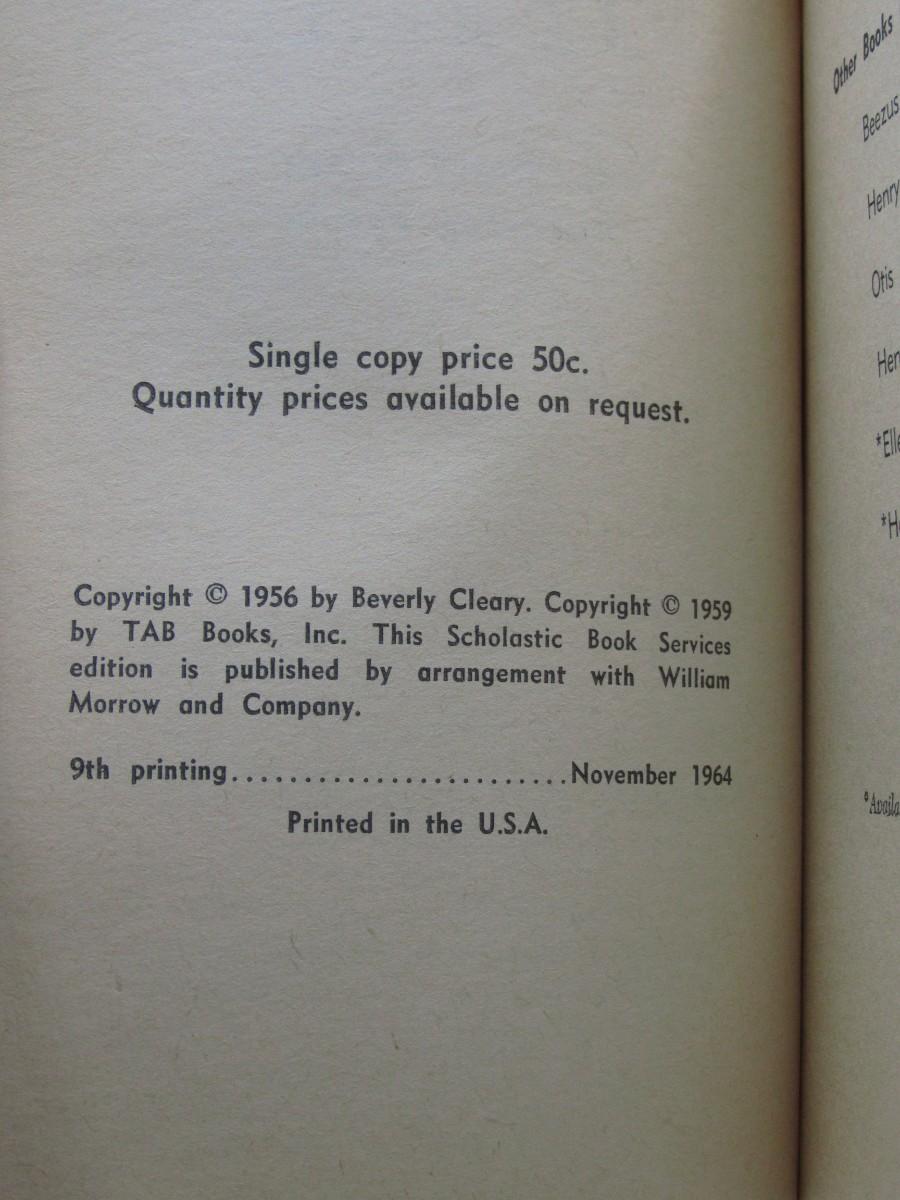 Single copy price 50c.
Quantity prices available on request.
Copyright © 1956 by Beverly Cleary. Copyright © 1959
by TAB Books, Inc. This Scholastic Book Services
edition is published by arrangement with William
Morrow and Company.
9th printing........................November 1964
Printed in the U.S.A.
Other Books
Beezus
Henry
Otis